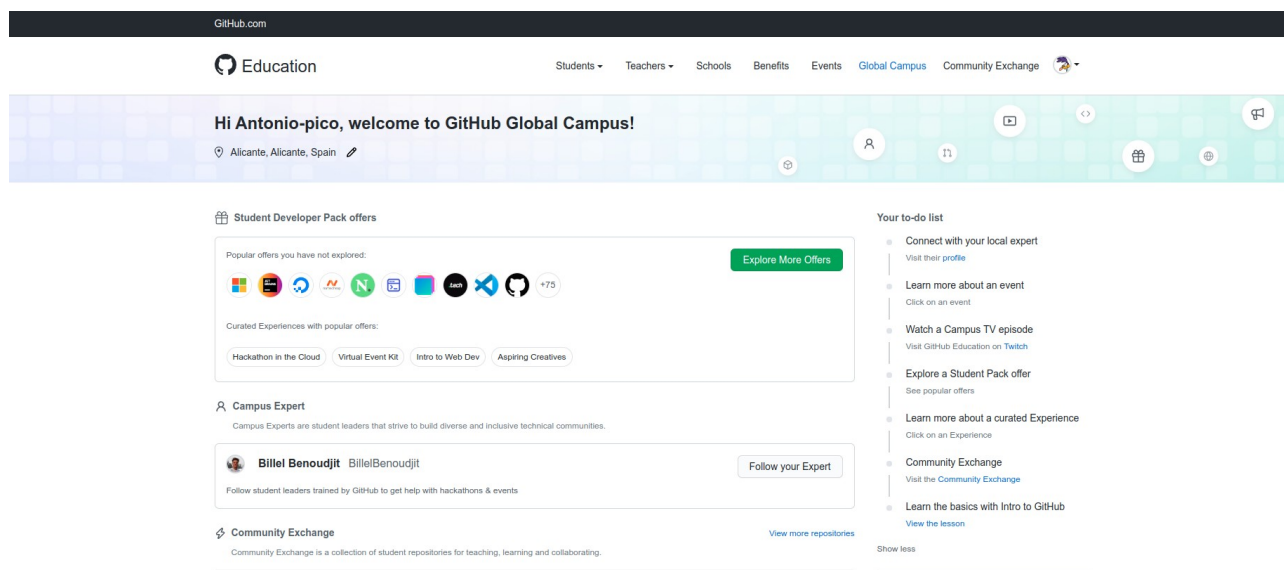 GitHub.com
Education
Students
Teachers
Schools
Benefits
Events
Global Campus
Community Exchange
Hi Antonio-pico, welcome to GitHub Global Campus!
Alicante, Alicante, Spain
Student Developer Pack offers
Popular offers you have not explored:
Explore More Offers
N.
.tech
+75
Curated Experiences with popular offers:
Hackathon in the Cloud
Virtual Event Kit
Intro to Web Dev
Aspiring Creatives
Campus Expert
Campus Experts are student leaders that strive to build diverse and inclusive technical communities.
Billel Benoudjit BillelBenoudjit
Follow your Expert
Follow student leaders trained by GitHub to get help with hackathons & events
Community Exchange
View more repositories
Community Exchange is a collection of student repositories for teaching, learning and collaborating.
Your to-do list
Connect with your local expert
Visit their profile
Learn more about an event
Click on an event
Watch a Campus TV episode
Visit GitHub Education on Twitch
Explore a Student Pack offer
See popular offers
Learn more about a curated Experience
Click on an Experience
Community Exchange
Visit the Community Exchange
Learn the basics with Intro to GitHub
View the lesson
Show less